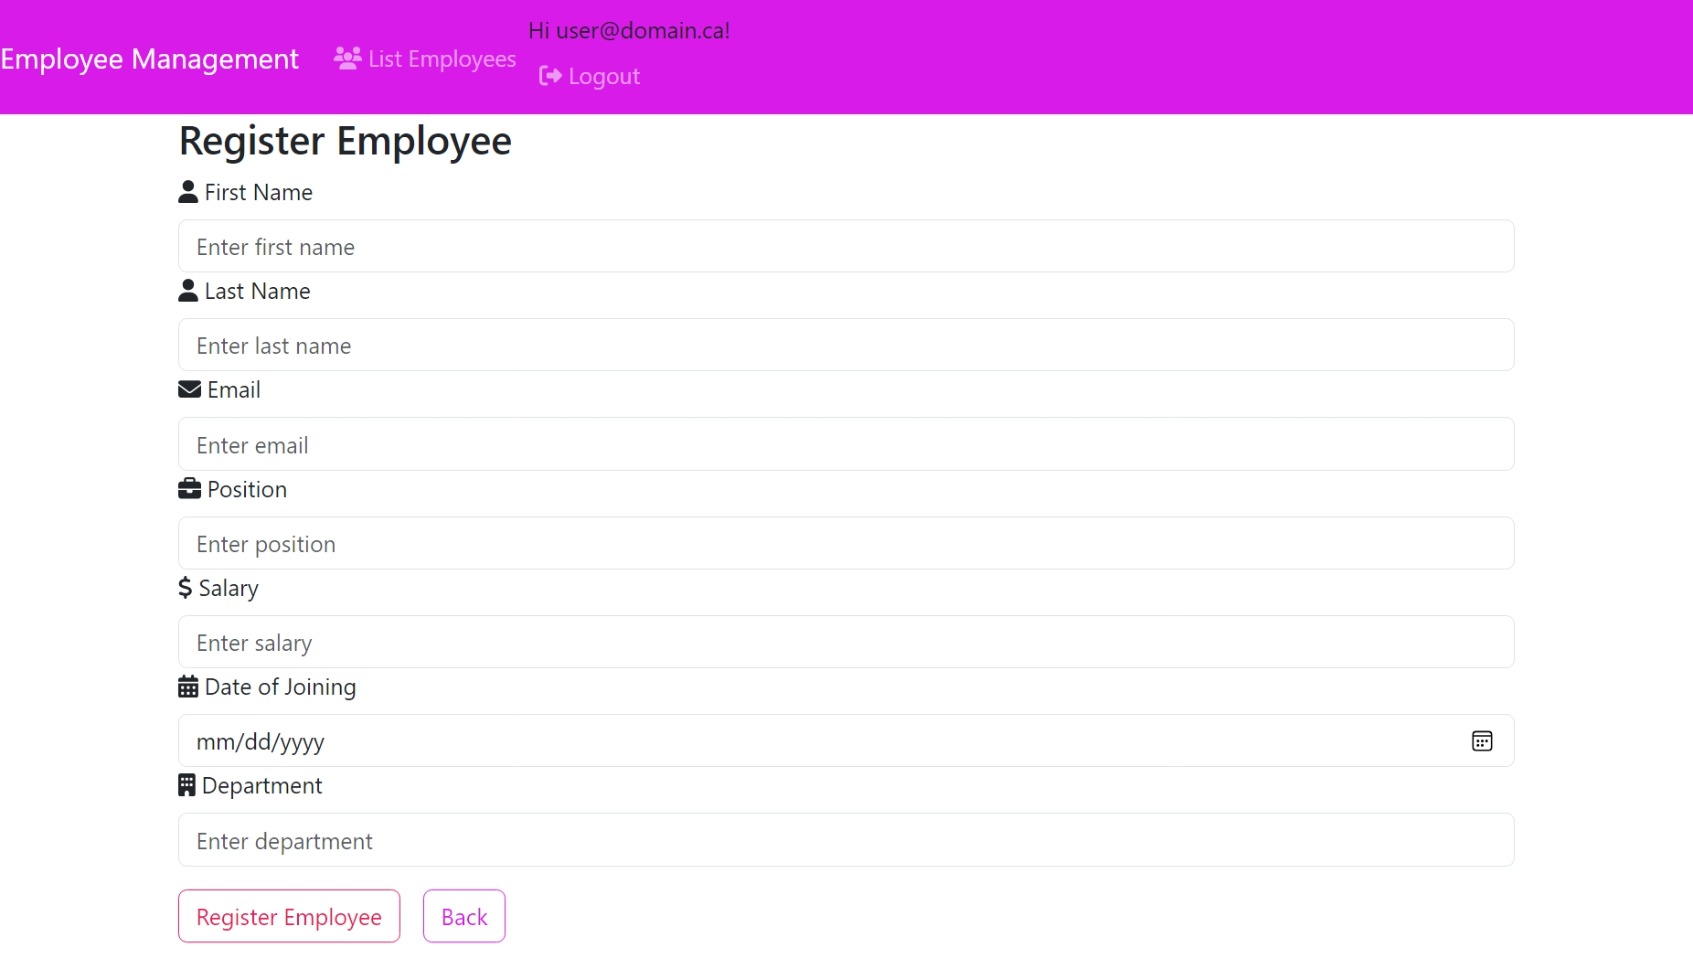 Hi user@domain.ca!
Employee Management List Employees
Logout
Register Employee
First Name
Enter first name
Last Name
Enter last name
Email
Enter email
Position
Enter position
Salary
Enter salary
Date of Joining
mm/dd/yyyy
Department
Enter department
Register Employee Back